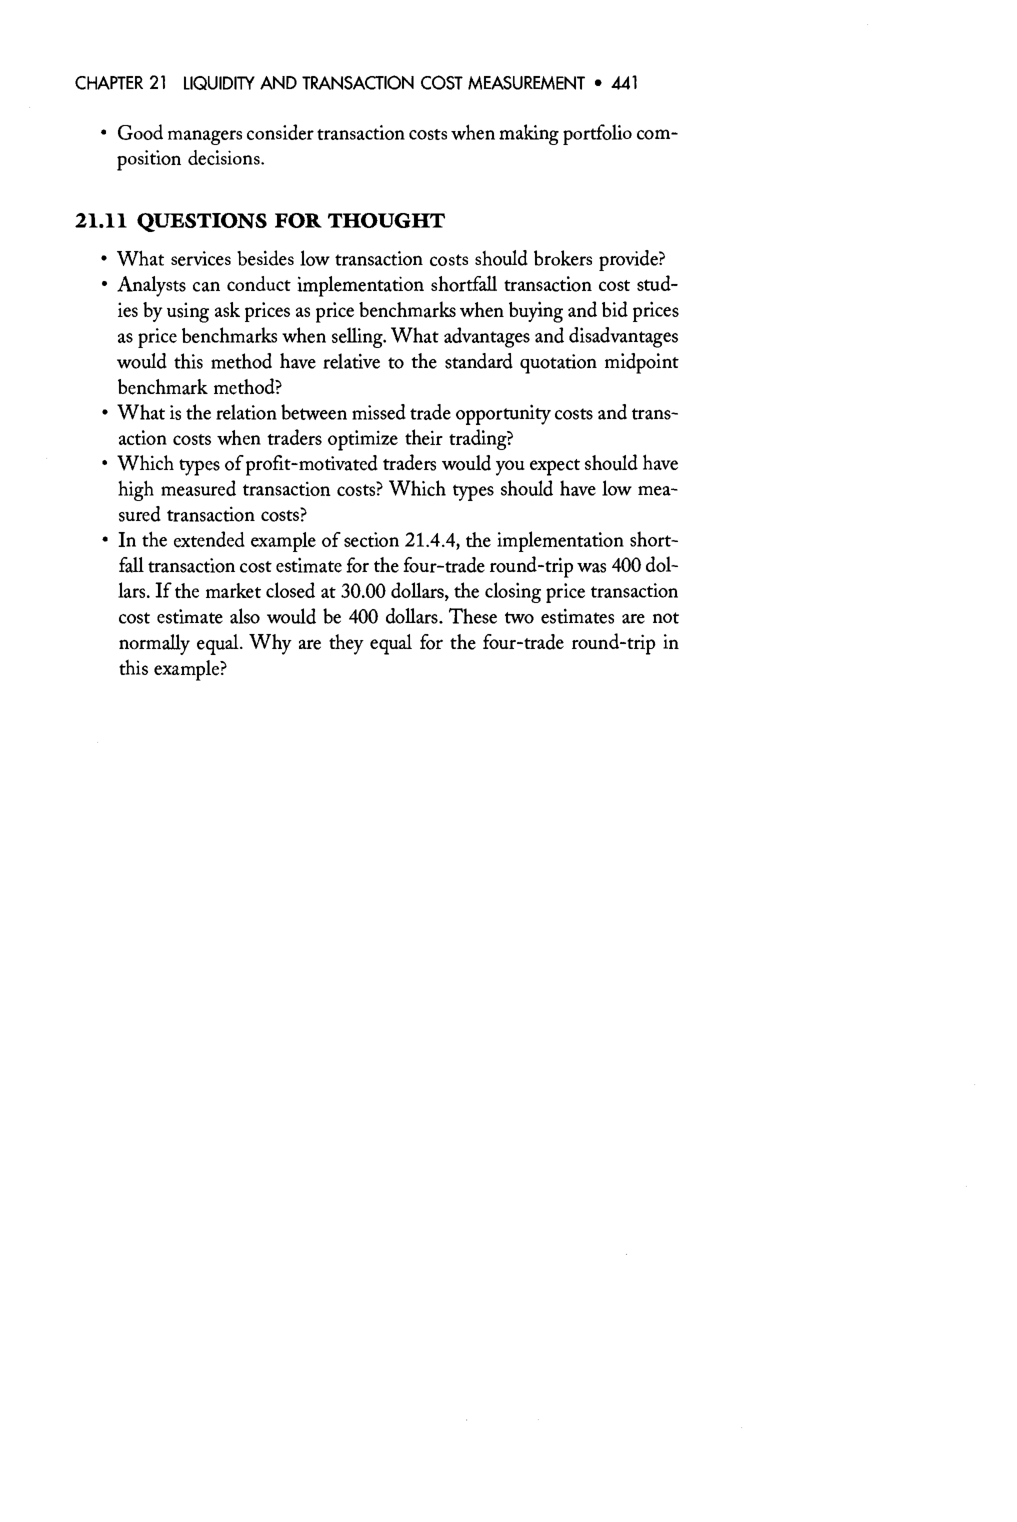 CHAPTER 21 LIQUIDITY AND TRANSACTION COST MEASUREMENT • 441
• Good managers consider transaction costs when making portfolio com-
position decisions.
21.11 QUESTIONS FOR THOUGHT
• What services besides low transaction costs should brokers provide?
• Analysts can conduct implementation shortfall transaction cost stud-
ies by using ask prices as price benchmarks when buying and bid prices
as price benchmarks when selling. What advantages and disadvantages
would this method have relative to the standard quotation midpoint
benchmark method?
• What is the relation between missed trade opportunity costs and trans-
action costs when traders optimize their trading?
• Which types of profit-motivated traders would you expect should have
high measured transaction costs? Which types should have low mea-
sured transaction costs?
• In the extended example of section 21.4.4, the implementation short-
fall transaction cost estimate for the four-trade round-trip was 400 dol-
lars. If the market closed at 30.00 dollars, the closing price transaction
cost estimate also would be 400 dollars. These two estimates are not
normally equal. Why are they equal for the four-trade round-trip in
this example?